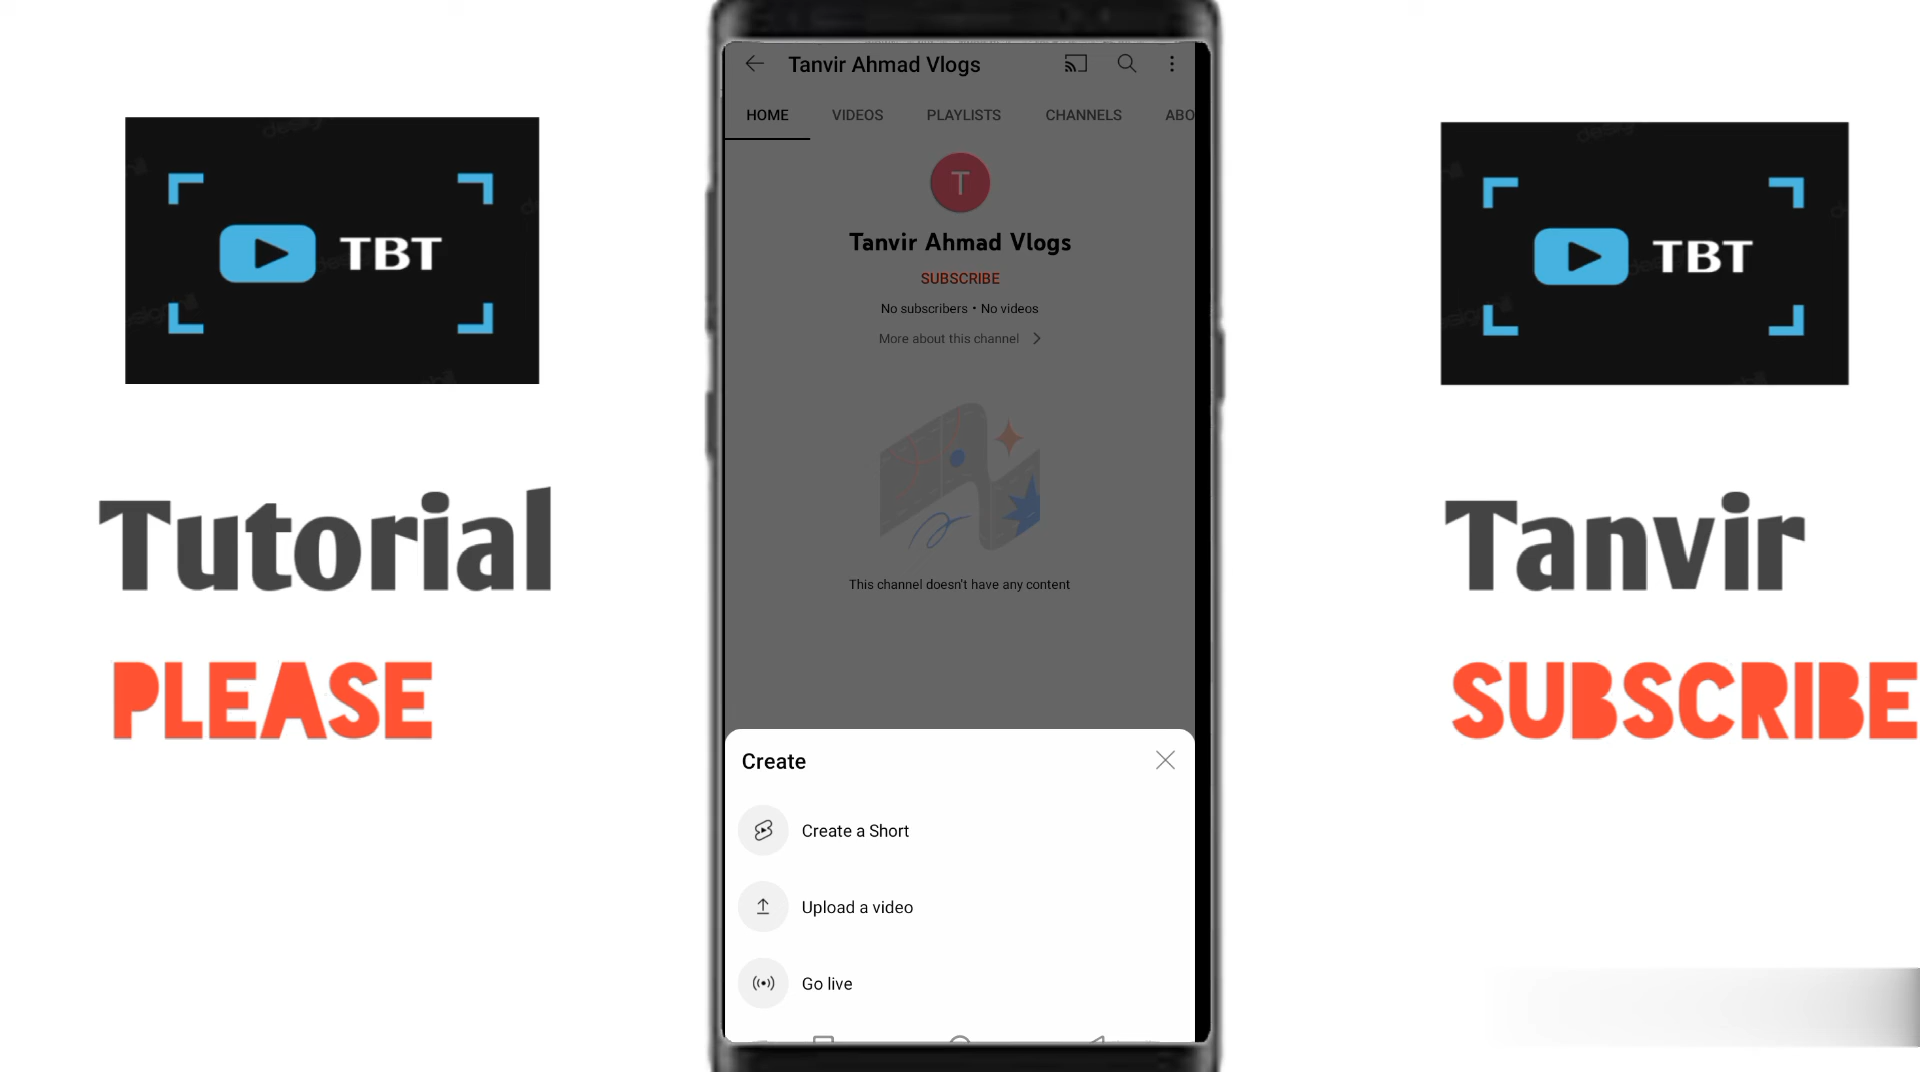 TBT
Tutorial
PLEASE
Tanvir Ahmad Vlogs
HOME VIDEOS PLAYLISTS CHANNELS ABO
T
Tanvir Ahmad Vlogs
SUBSCRIBE
No subscribers • No videos
More about this channel
This channel doesn't have any content
Create
Create a Short
Upload a video
Go live
TBT
Tanvir
SUBSCRIBE